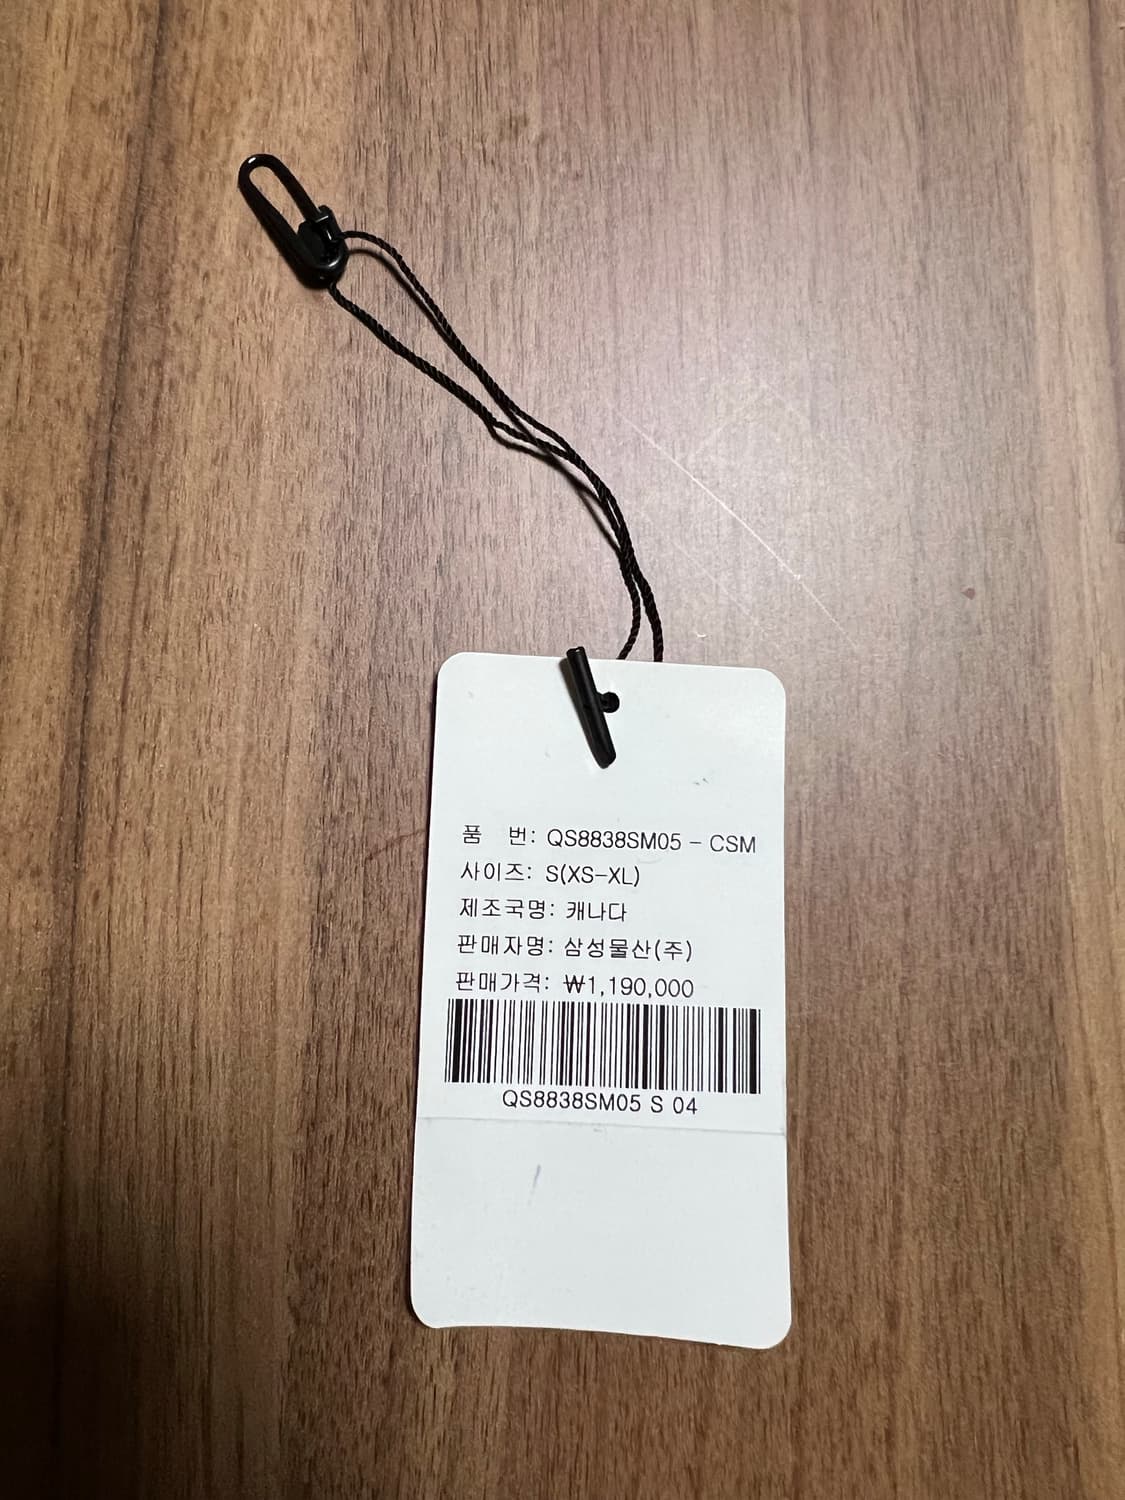 품 번: QS8838SM05 - CSM
사이즈: S(XS-XL)
제조국명: 캐나다
판매자명: 삼성물산(주)
판매가격: ₩1,190,000
QS8838SM05 S 04